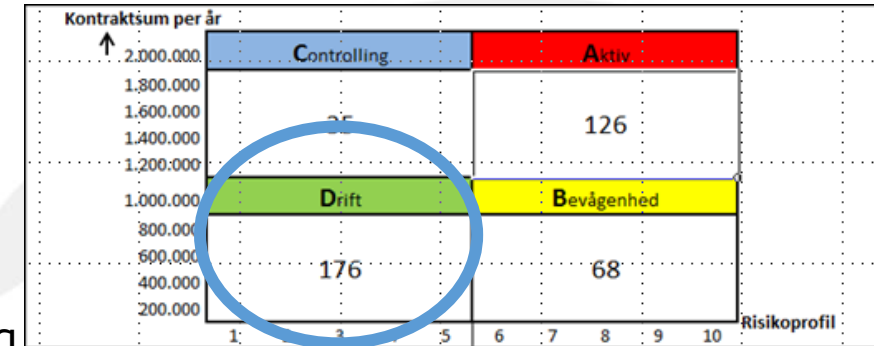 Kontraktsum per år
2.000.000 Controlling Aktiv
1.800.000
1.600.000
35 126
1.400.000
1.200.000
1.000.000 Drift Bevågenhed
800.000
600.000
176 68
400.000
200.000
Risikoprofil
1 3 5 6 7 8 9 10
g